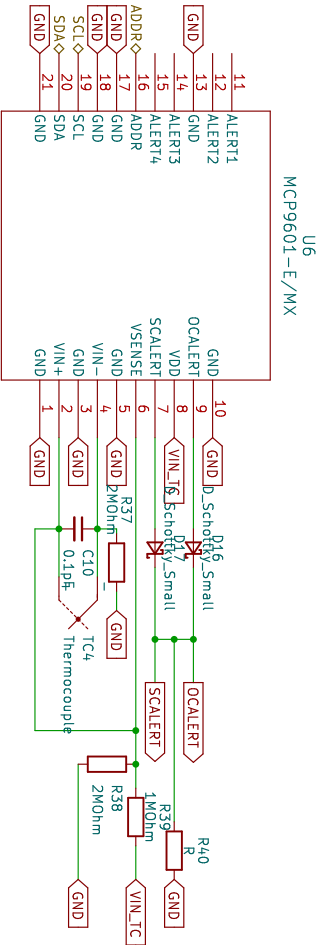 U6
MCP9601-E/MX
GND
SDA
SCL
GND
GND
ADDR
GND
21
20
19
18
17
16
15
14
13
12
11
GND
SDA
SCL
GND
GND
ADDR
ALERT4
ALERT3
GND
ALERT2
ALERT1
GND
VIN+
GND
VIN-
GND
VSENSE
SCALERT
VDD
OCALERT
GND
1
2
3
4
5
6
7
8
9
10
GND
GND
GND
VIN_TC
GND
R37
2MOhm
GND
C10
0.1pF
TC4
Thermocouple
D17
D_Schottky_Small
D16
D_Schottky_Small
SCALERT
OCALERT
R38
2MOhm
GND
R39
1MOhm
VIN_TC
R40
R
GND